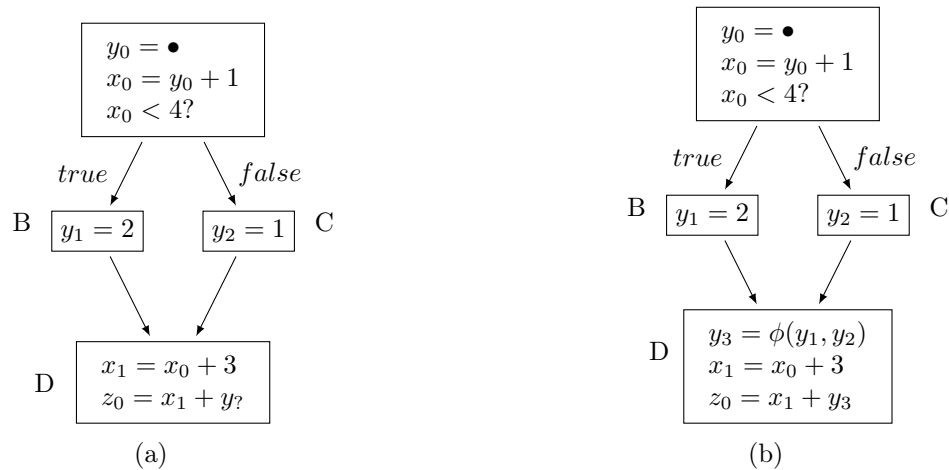 y₀ = •
x₀ = y₀ + 1
x₀ < 4?
true
false
B
y₁ = 2
y₂ = 1
C
D
x₁ = x₀ + 3
z₀ = x₁ + y?
(a)
y₀ = •
x₀ = y₀ + 1
x₀ < 4?
true
false
B
y₁ = 2
y₂ = 1
C
D
y₃ = ϕ(y₁, y₂)
x₁ = x₀ + 3
z₀ = x₁ + y₃
(b)